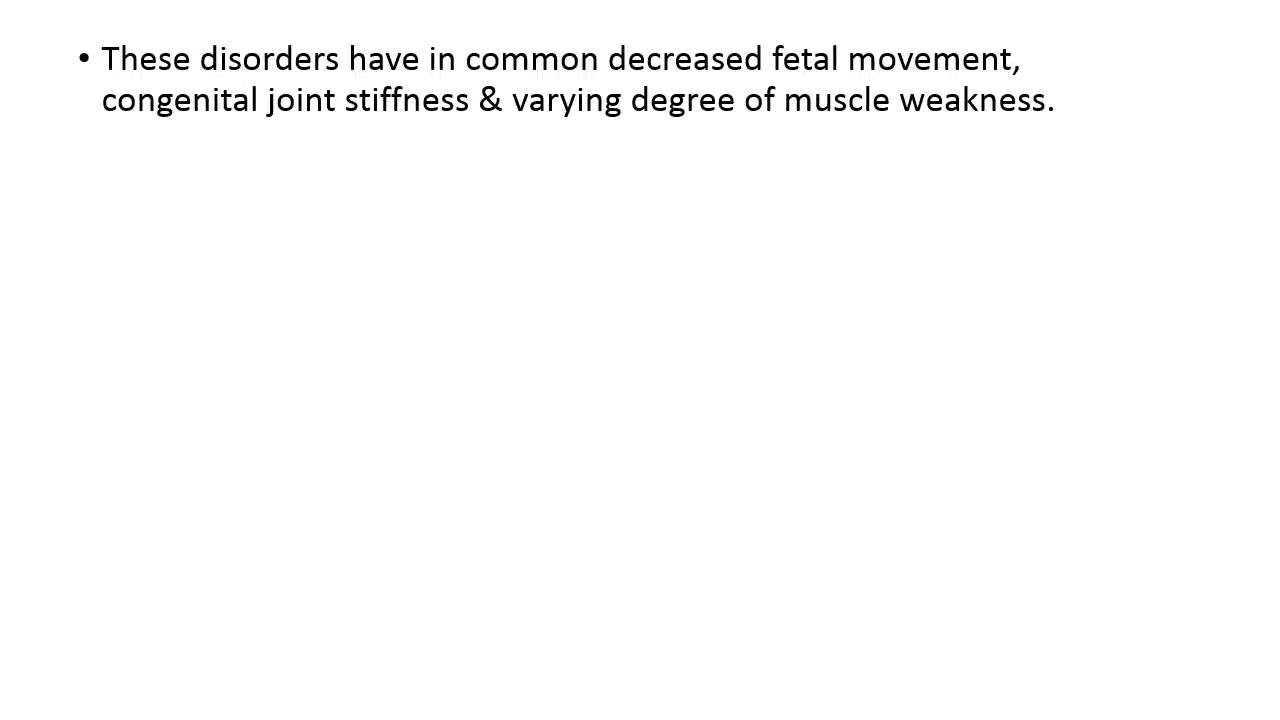 • These disorders have in common decreased fetal movement,
congenital joint stiffness & varying degree of muscle weakness.